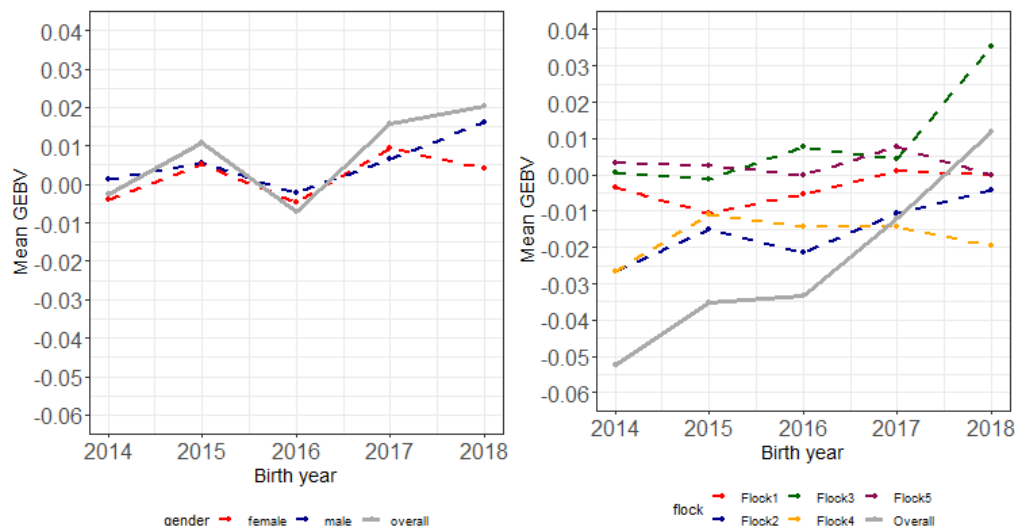 0.04
0.03
0.02
0.01
0.00
-0.01
-0.02
-0.03
-0.04
-0.05
-0.06
Mean GEBV
2014 2015 2016 2017 2018
Birth year
gender female male overall
0.04
0.03
0.02
0.01
0.00
-0.01
-0.02
-0.03
-0.04
-0.05
-0.06
Mean GEBV
2014 2015 2016 2017 2018
Birth year
flock
Flock1 Flock3 Flock5
Flock2 Flock4 Overall